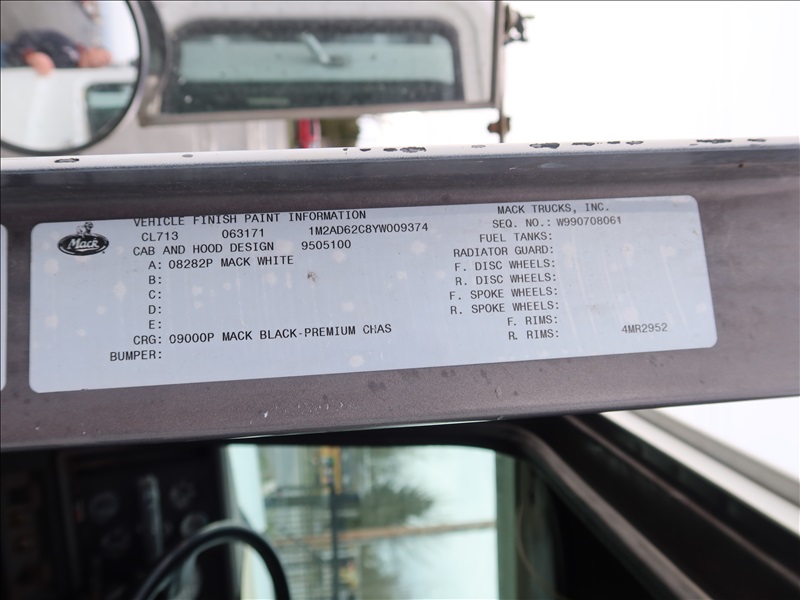 VEHICLE FINISH PAINT INFORMATION
MACK TRUCKS, INC.
CL713 063171 1M2AD62C8YW009374
SEQ. NO.: W990708061
Mack
CAB AND HOOD DESIGN 9505100
FUEL TANKS:
A: 08282P MACK WHITE
RADIATOR GUARD:
B:
F. DISC WHEELS:
C:
R. DISC WHEELS:
D:
F. SPOKE WHEELS:
E:
R. SPOKE WHEELS:
CRG: 09000P MACK BLACK-PREMIUM CHAS
F. RIMS:
BUMPER:
R. RIMS:
4MR2952